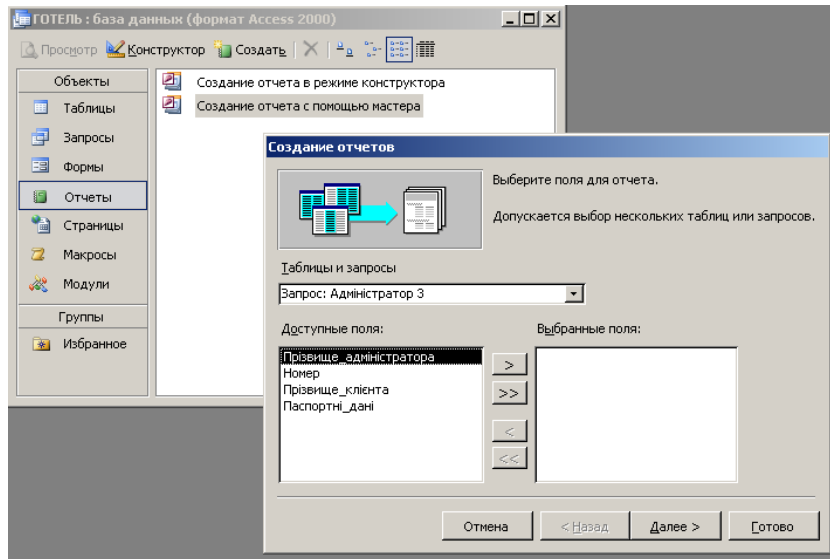 ГОТЕЛЬ : база данных (формат Access 2000)
Просмотр Конструктор Создать
Объекты
Таблицы
Запросы
Формы
Отчеты
Страницы
Макросы
Модули
Группы
Избранное
Создание отчета в режиме конструктора
Создание отчета с помощью мастера
Создание отчетов
Выберите поля для отчета.
Допускается выбор нескольких таблиц или запросов.
Таблицы и запросы
Запрос: Адміністратор 3
Доступные поля:
Выбранные поля:
Прізвище_адміністратора
Номер
Прізвище_клієнта
Паспортні_дані
>
>>
<
<<
Отмена < Назад Далее > Готово